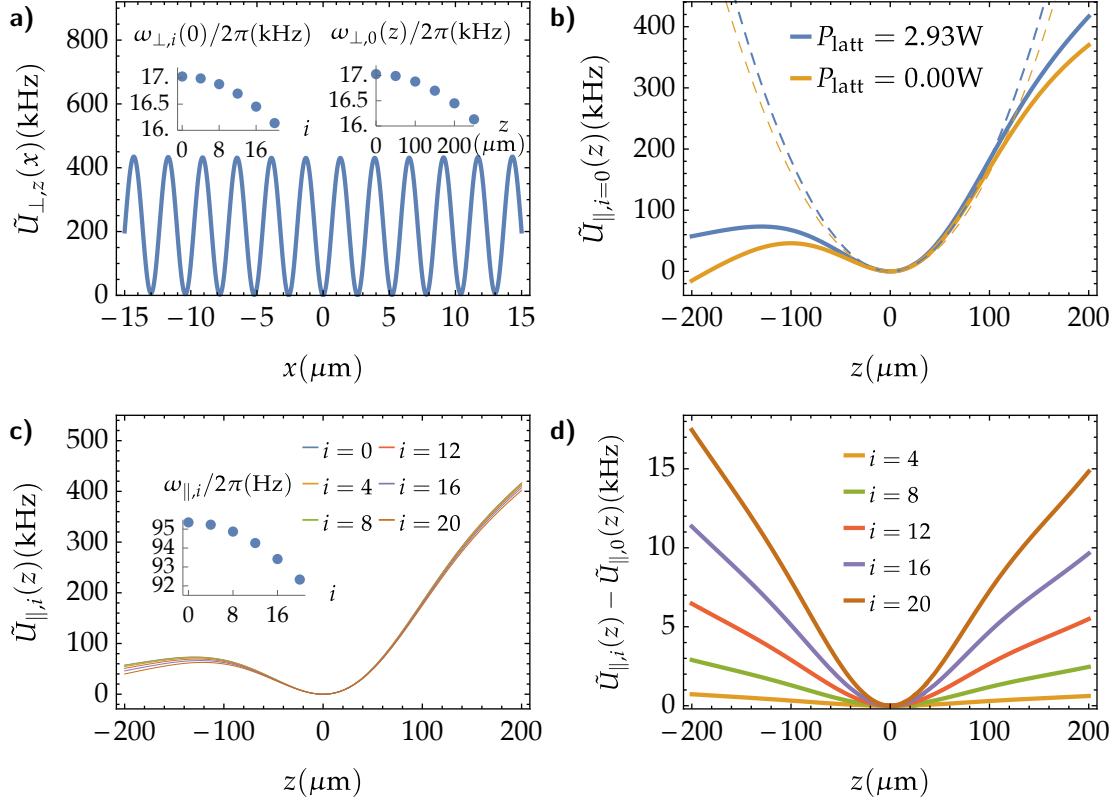 a)
ω⊥,i(0)/2π(kHz)
ω⊥,0(z)/2π(kHz)
17.
16.5
16.
0 8 16
i
17.
16.5
16.
0 100 200
z
(μm)
800
600
400
200
0
Ũ⊥,z(x)(kHz)
−15 −10 −5 0 5 10 15
x(μm)
b)
Platt = 2.93W
Platt = 0.00W
400
300
200
100
0
Ũ∥,i=0(z)(kHz)
−200 −100 0 100 200
z(μm)
c)
i = 0 i = 12
i = 4 i = 16
i = 8 i = 20
ω∥,i/2π(Hz)
95
94
93
92
0 8 16
i
500
400
300
200
100
0
Ũ∥,i(z)(kHz)
−200 −100 0 100 200
z(μm)
d)
i = 4
i = 8
i = 12
i = 16
i = 20
15
10
5
0
Ũ∥,i(z) − Ũ∥,0(z)(kHz)
−200 −100 0 100 200
z(μm)